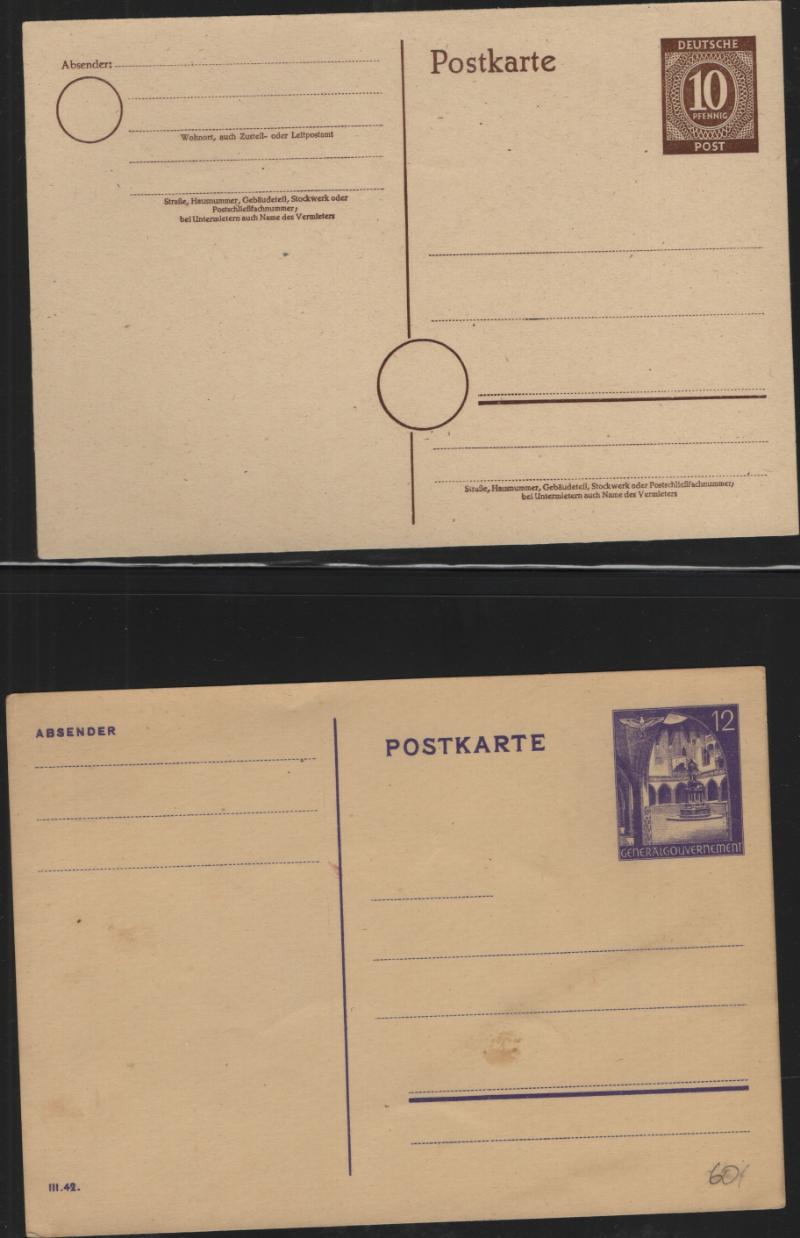 Absender:
Wohnort, auch Zustell- oder Leitpostamt
Straße, Hausnummer, Gebäudeteil, Stockwerk oder
Postschließfachnummer;
bei Untermietern auch Name des Vermieters
Postkarte
DEUTSCHE
10
PFENNIG
POST
Straße, Hausnummer, Gebäudeteil, Stockwerk oder Postschließfachnummer;
bei Untermietern auch Name des Vermieters
ABSENDER
POSTKARTE
12
GENERALGOUVERNEMENT
III.42.